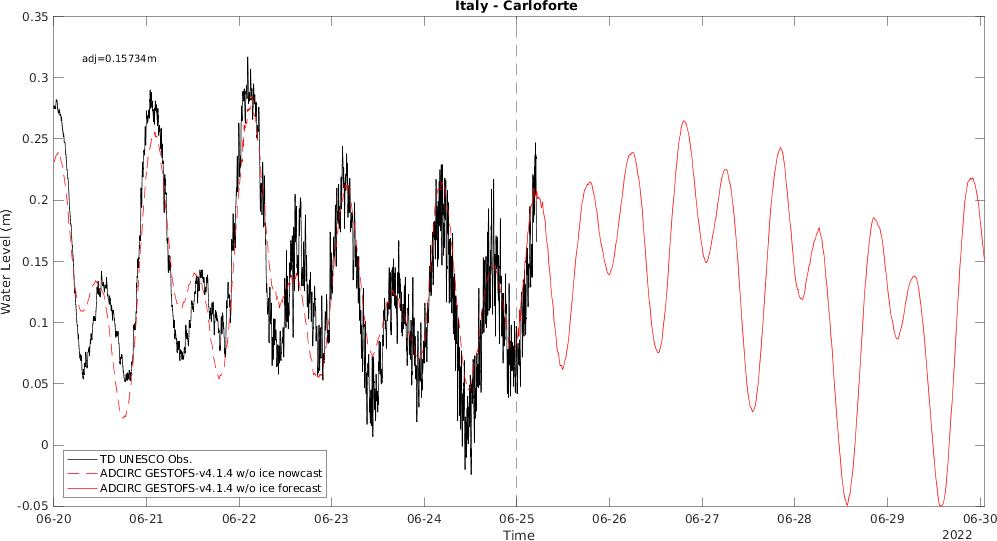 Italy - Carloforte
0.35
adj=0.15734m
0.3
0.25
0.2
0.15
0.1
0.05
0
-0.05
Water Level (m)
TD UNESCO Obs.
ADCIRC GESTOFS-v4.1.4 w/o ice nowcast
ADCIRC GESTOFS-v4.1.4 w/o ice forecast
06-20 06-21 06-22 06-23 06-24 06-25 06-26 06-27 06-28 06-29 06-30
Time
2022